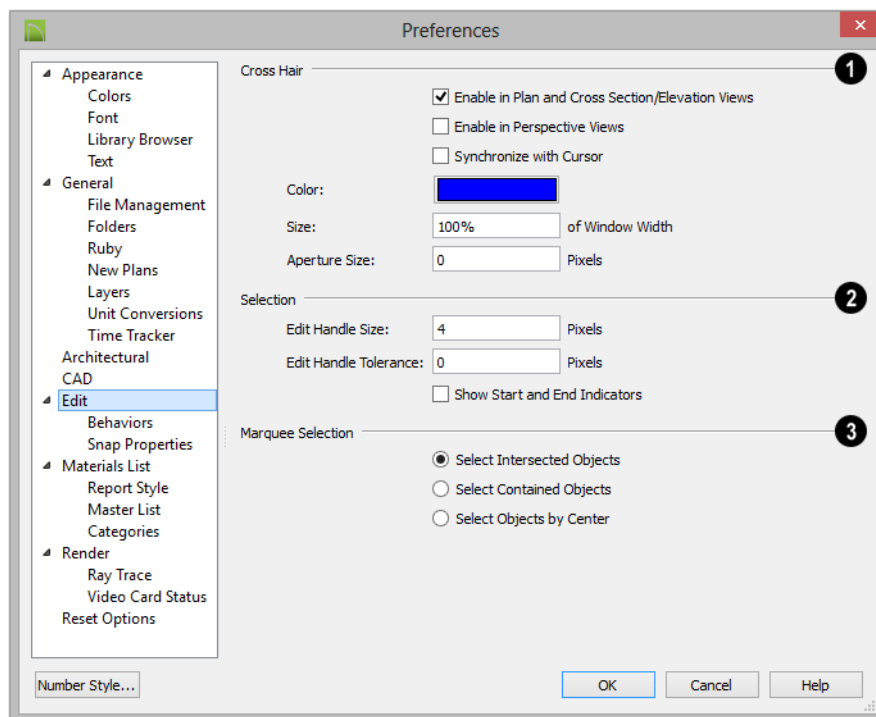 Preferences
Appearance
Colors
Font
Library Browser
Text
General
File Management
Folders
Ruby
New Plans
Layers
Unit Conversions
Time Tracker
Architectural
CAD
Edit
Behaviors
Snap Properties
Materials List
Report Style
Master List
Categories
Render
Ray Trace
Video Card Status
Reset Options
Cross Hair
1
Enable in Plan and Cross Section/Elevation Views
Enable in Perspective Views
Synchronize with Cursor
Color:
Size: 100% of Window Width
Aperture Size: 0 Pixels
Selection
2
Edit Handle Size: 4 Pixels
Edit Handle Tolerance: 0 Pixels
Show Start and End Indicators
Marquee Selection
3
Select Intersected Objects
Select Contained Objects
Select Objects by Center
Number Style... OK Cancel Help